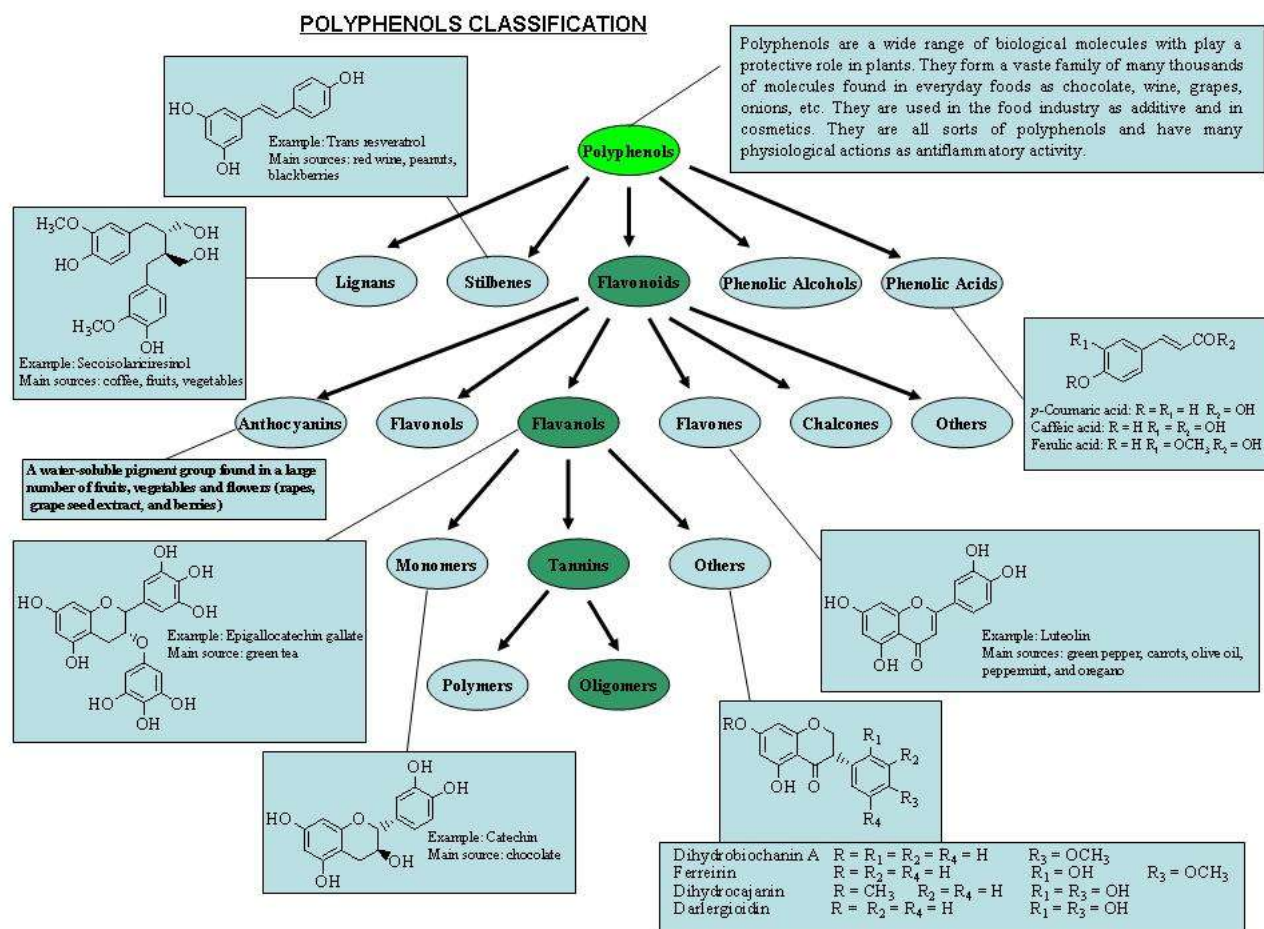 POLYPHENOLS CLASSIFICATION
Polyphenols are a wide range of biological molecules with play a
protective role in plants. They form a vaste family of many thousands
of molecules found in everyday foods as chocolate, wine, grapes,
onions, etc. They are used in the food industry as additive and in
cosmetics. They are all sorts of polyphenols and have many
physiological actions as antiflammatory activity.
OH
HO
OH
Example: Trans resveratrol
Main sources: red wine, peanuts,
blackberries
Polyphenols
H₃CO
OH
OH
HO
H₃CO
OH
Example: Secoisolariciresinol
Main sources: coffee, fruits, vegetables
Lignans
Stilbenes
Flavonoids
Phenolic Alcohols
Phenolic Acids
R₁
COR₂
RO
p-Coumaric acid: R = R₁ = H R₂ = OH
Caffeic acid: R = H R₁ = R₂ = OH
Ferulic acid: R = H R₁ = OCH₃ R₂ = OH
Anthocyanins
Flavonols
Flavanols
Flavones
Chalcones
Others
A water-soluble pigment group found in a large
number of fruits, vegetables and flowers (rapes,
grape seed extract, and berries)
OH
OH
HO
O
OH
OH
O
HO
OH
OH
Example: Epigallocatechin gallate
Main source: green tea
Monomers
Tannins
Others
OH
OH
HO
O
OH
O
Example: Luteolin
Main sources: green pepper, carrots, olive oil,
peppermint, and oregano
Polymers
Oligomers
OH
OH
HO
O
OH
OH
Example: Catechin
Main source: chocolate
RO
O
R₁
R₂
OH
O
R₃
R₄
Dihydrobiochanin A R = R₁ = R₂ = R₄ = H R₃ = OCH₃
Ferreirin R = R₂ = R₄ = H R₁ = OH R₃ = OCH₃
Dihydrocajanin R = CH₃ R₂ = R₄ = H R₁ = R₃ = OH
Darlergioidin R = R₂ = R₄ = H R₁ = R₃ = OH